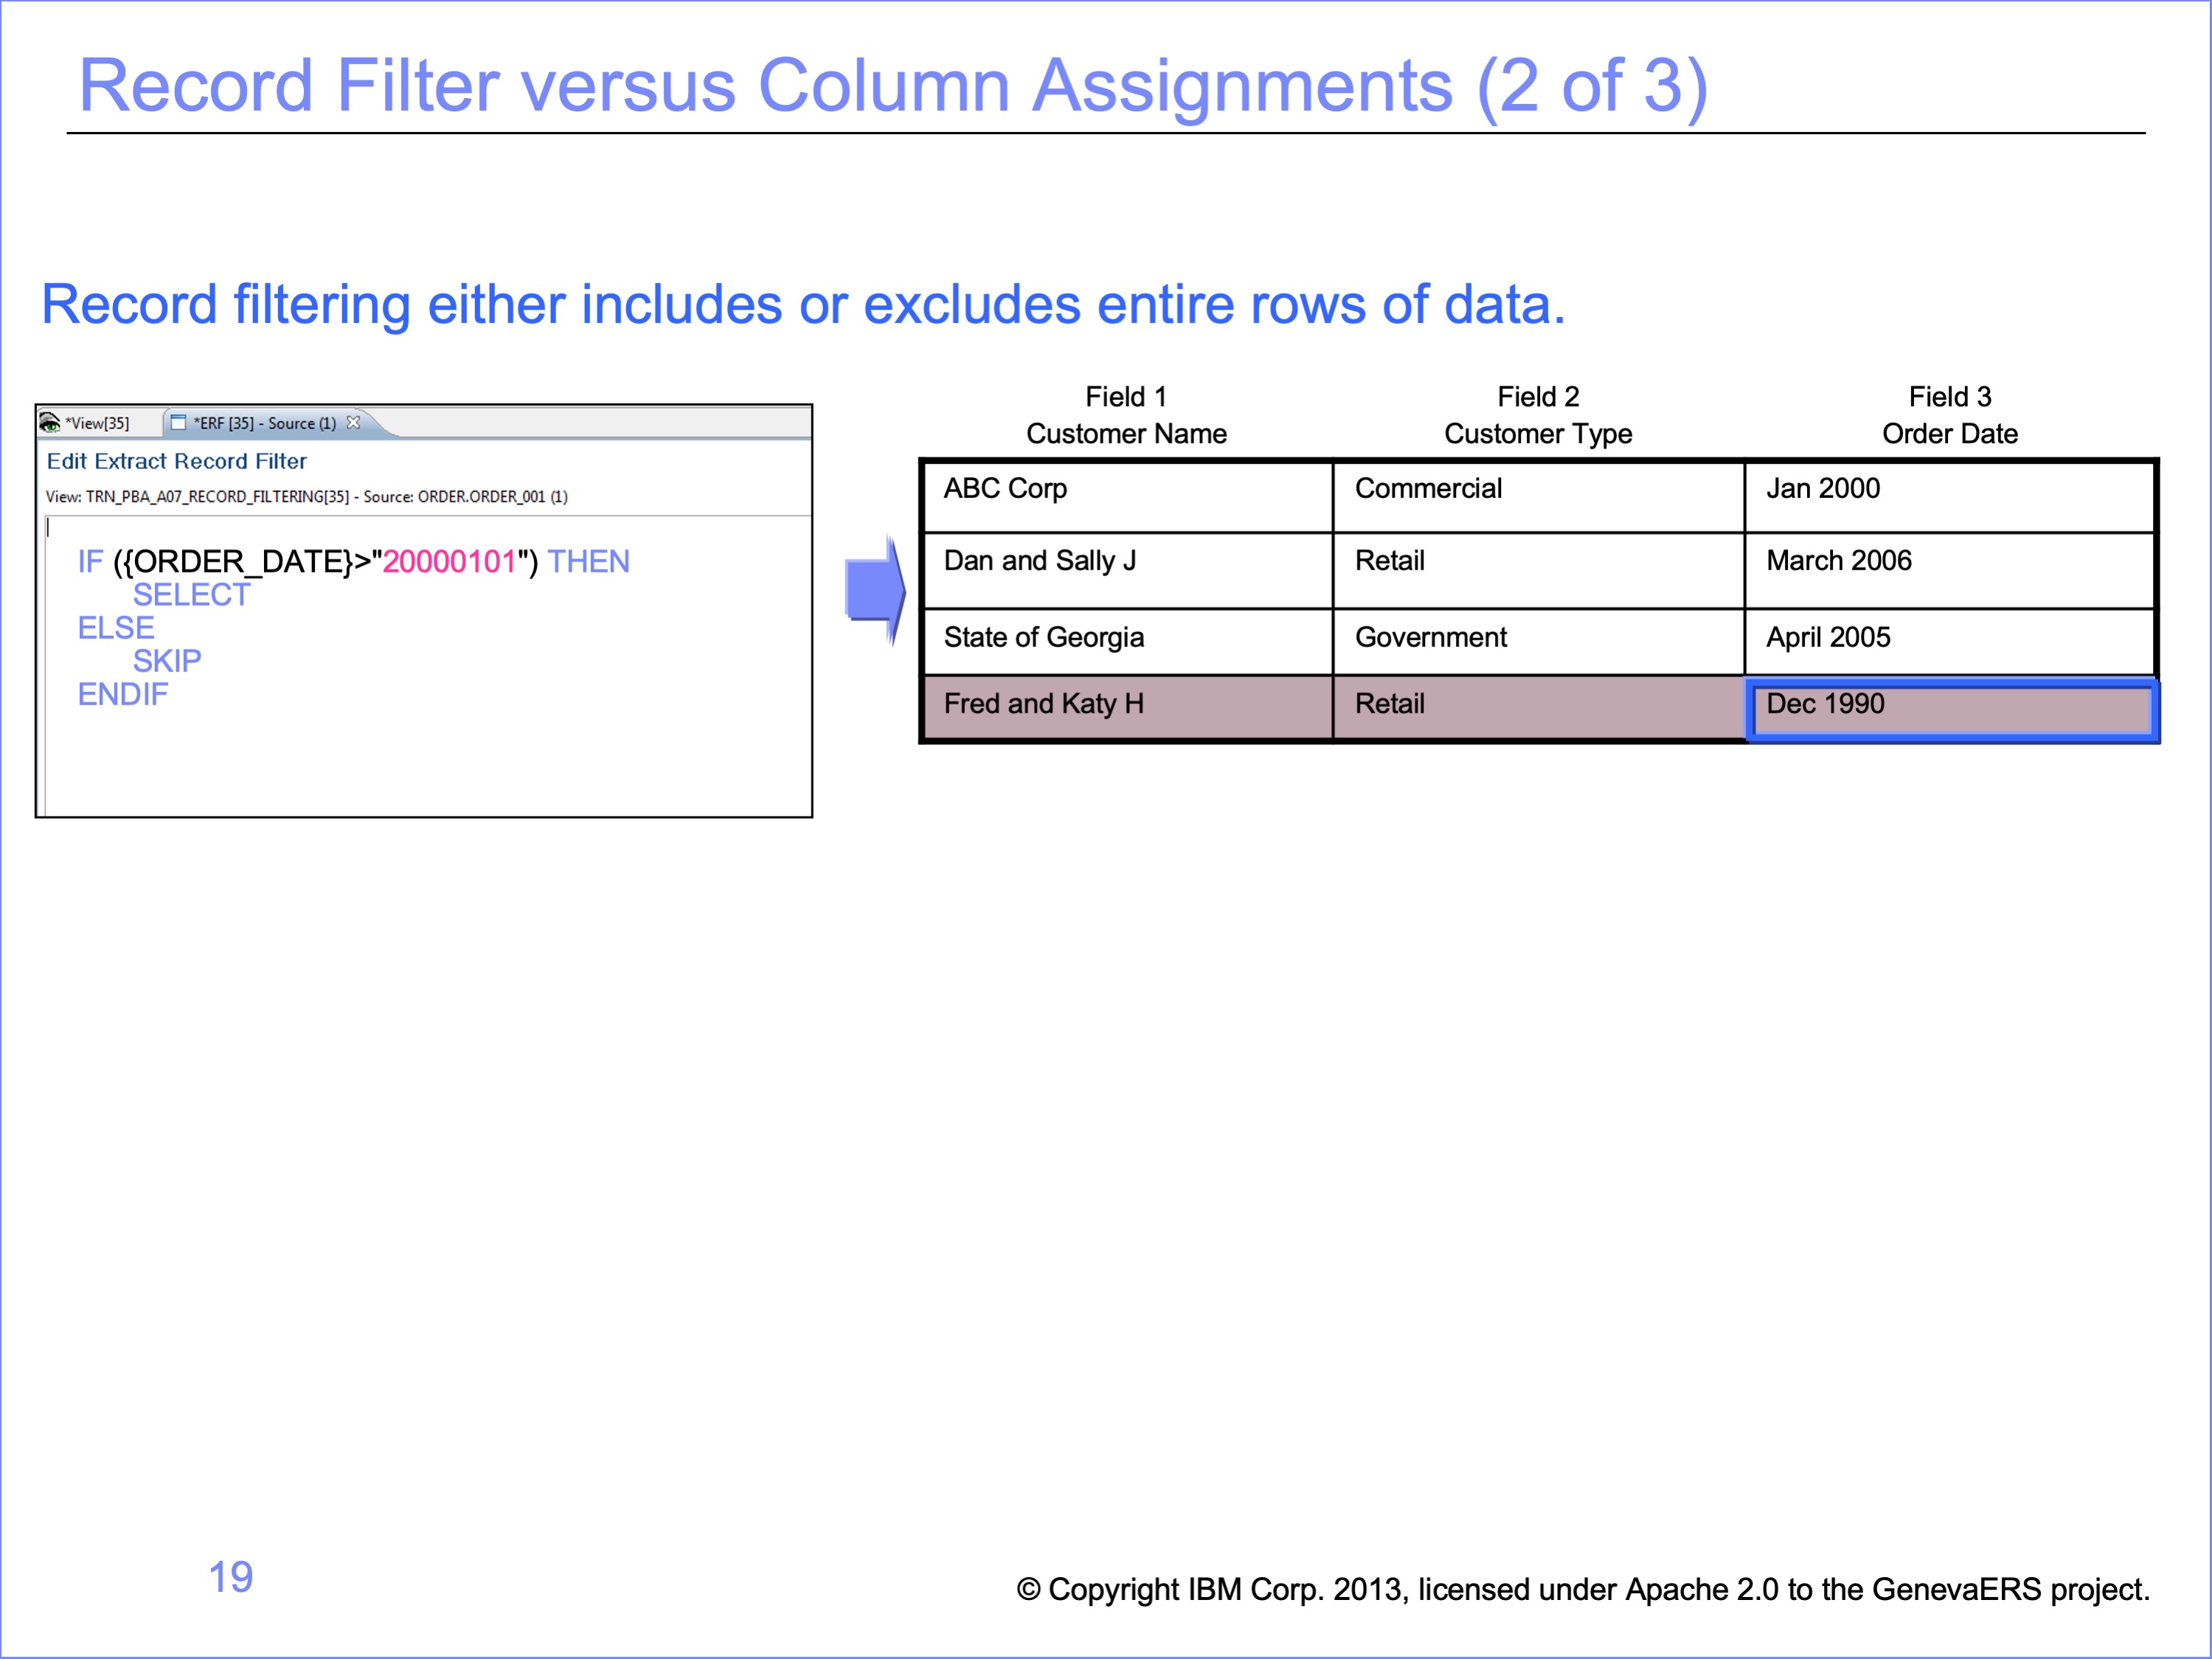 Record Filter versus Column Assignments (2 of 3)
Record filtering either includes or excludes entire rows of data.
*View[35] *ERF [35] - Source (1)
Edit Extract Record Filter
View: TRN_PBA_A07_RECORD_FILTERING[35] - Source: ORDER.ORDER_001 (1)
IF ({ORDER_DATE}>"20000101") THEN
SELECT
ELSE
SKIP
ENDIF
Field 1 Field 2 Field 3
Customer Name Customer Type Order Date
ABC Corp Commercial Jan 2000
Dan and Sally J Retail March 2006
State of Georgia Government April 2005
Fred and Katy H Retail Dec 1990
19
© Copyright IBM Corp. 2013, licensed under Apache 2.0 to the GenevaERS project.